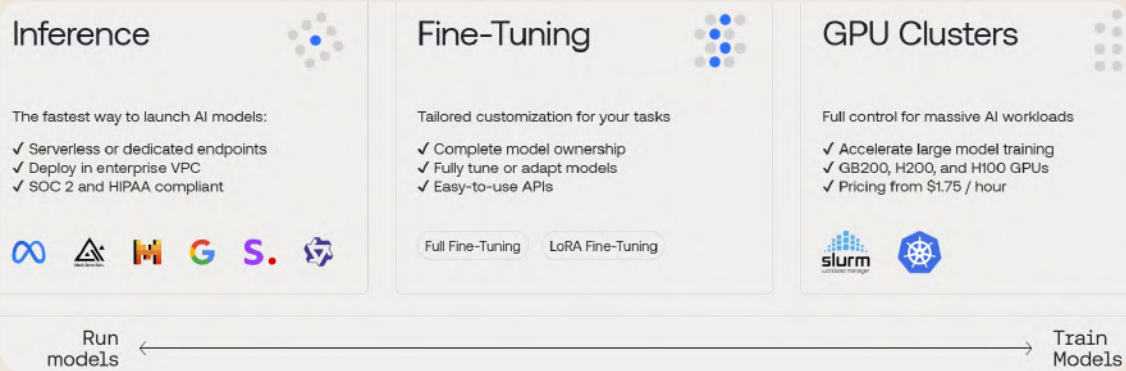 Inference
The fastest way to launch AI models:
✓ Serverless or dedicated endpoints
✓ Deploy in enterprise VPC
✓ SOC 2 and HIPAA compliant
Fine-Tuning
Tailored customization for your tasks
✓ Complete model ownership
✓ Fully tune or adapt models
✓ Easy-to-use APIs
Full Fine-Tuning
LoRA Fine-Tuning
GPU Clusters
Full control for massive AI workloads
✓ Accelerate large model training
✓ GB200, H200, and H100 GPUs
✓ Pricing from $1.75 / hour
slurm
workload manager
Run
models
Train
Models